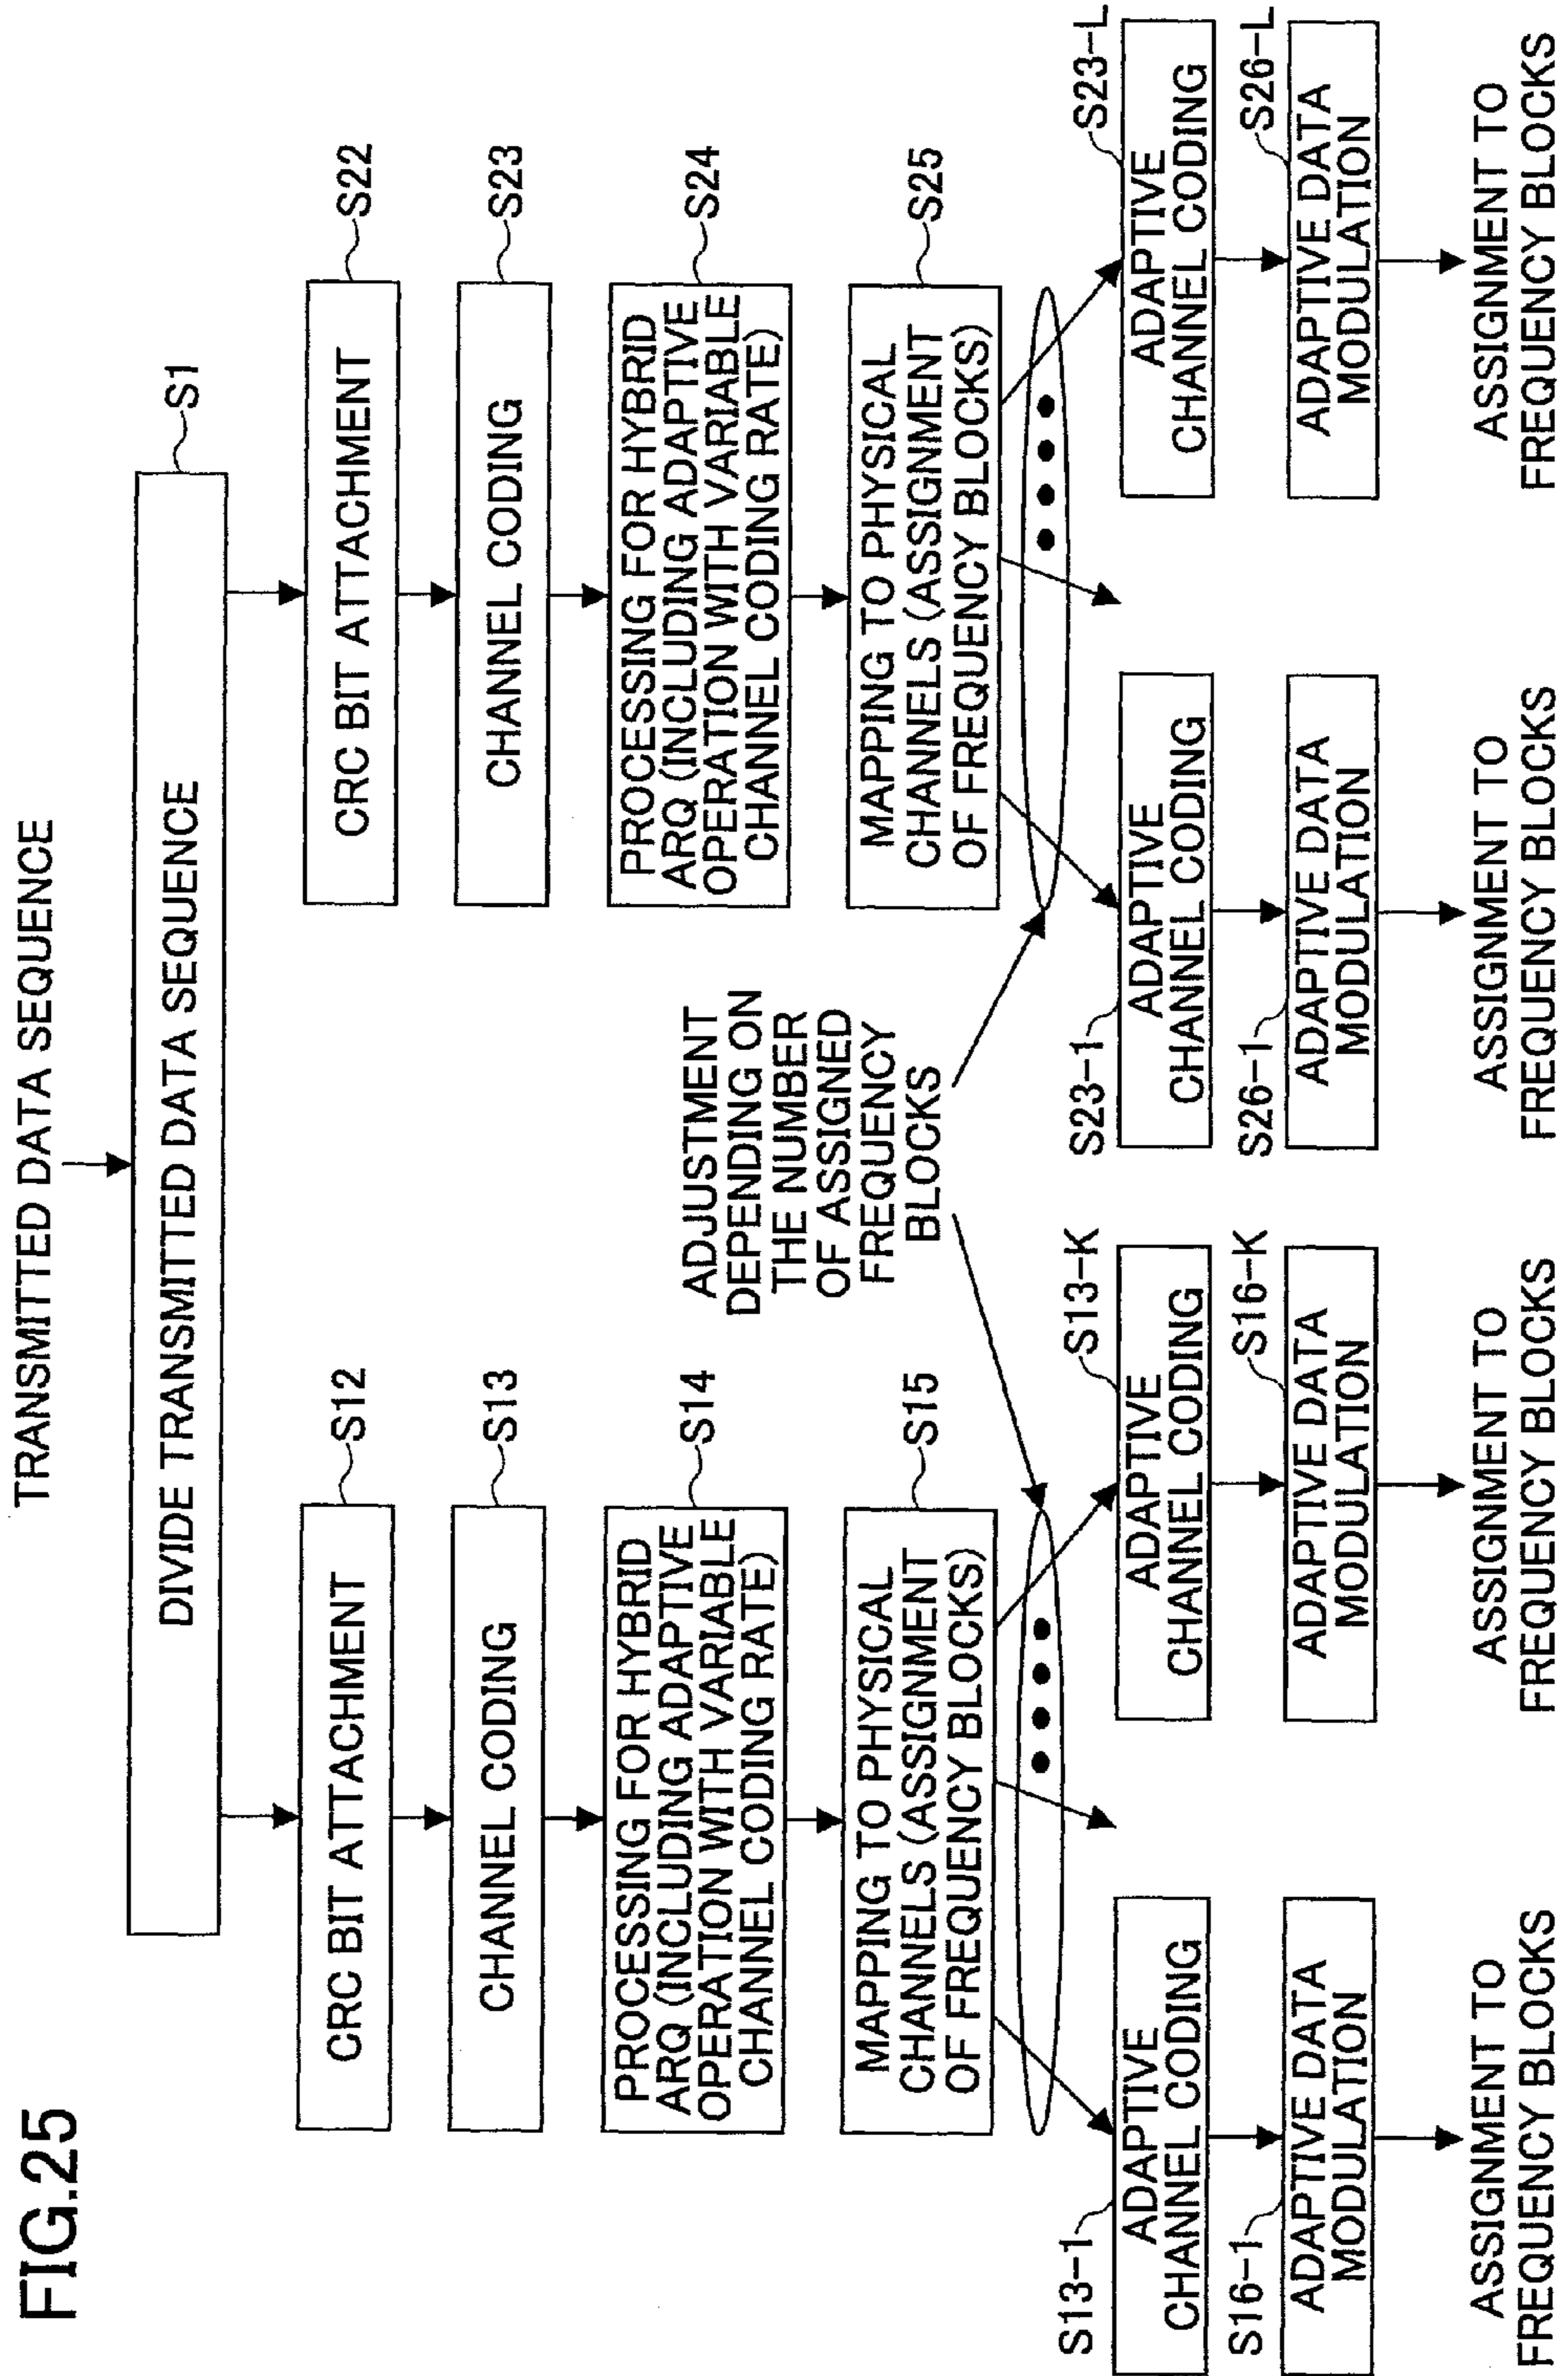 FIG.25
TRANSMITTED DATA SEQUENCE
DIVIDE TRANSMITTED DATA SEQUENCE
S1
CRC BIT ATTACHMENT
S12
CHANNEL CODING
S13
PROCESSING FOR HYBRID
ARQ (INCLUDING ADAPTIVE
OPERATION WITH VARIABLE
CHANNEL CODING RATE)
S14
MAPPING TO PHYSICAL
CHANNELS (ASSIGNMENT
OF FREQUENCY BLOCKS)
S15
CRC BIT ATTACHMENT
S22
CHANNEL CODING
S23
PROCESSING FOR HYBRID
ARQ (INCLUDING ADAPTIVE
OPERATION WITH VARIABLE
CHANNEL CODING RATE)
S24
MAPPING TO PHYSICAL
CHANNELS (ASSIGNMENT
OF FREQUENCY BLOCKS)
S25
ADJUSTMENT
DEPENDING ON
THE NUMBER
OF ASSIGNED
FREQUENCY
BLOCKS
S13-1
ADAPTIVE
CHANNEL CODING
S16-1
ADAPTIVE DATA
MODULATION
ASSIGNMENT TO
FREQUENCY BLOCKS
S13-K
ADAPTIVE
CHANNEL CODING
S16-K
ADAPTIVE DATA
MODULATION
ASSIGNMENT TO
FREQUENCY BLOCKS
S23-1
ADAPTIVE
CHANNEL CODING
S26-1
ADAPTIVE DATA
MODULATION
ASSIGNMENT TO
FREQUENCY BLOCKS
S23-L
ADAPTIVE
CHANNEL CODING
S26-L
ADAPTIVE DATA
MODULATION
ASSIGNMENT TO
FREQUENCY BLOCKS